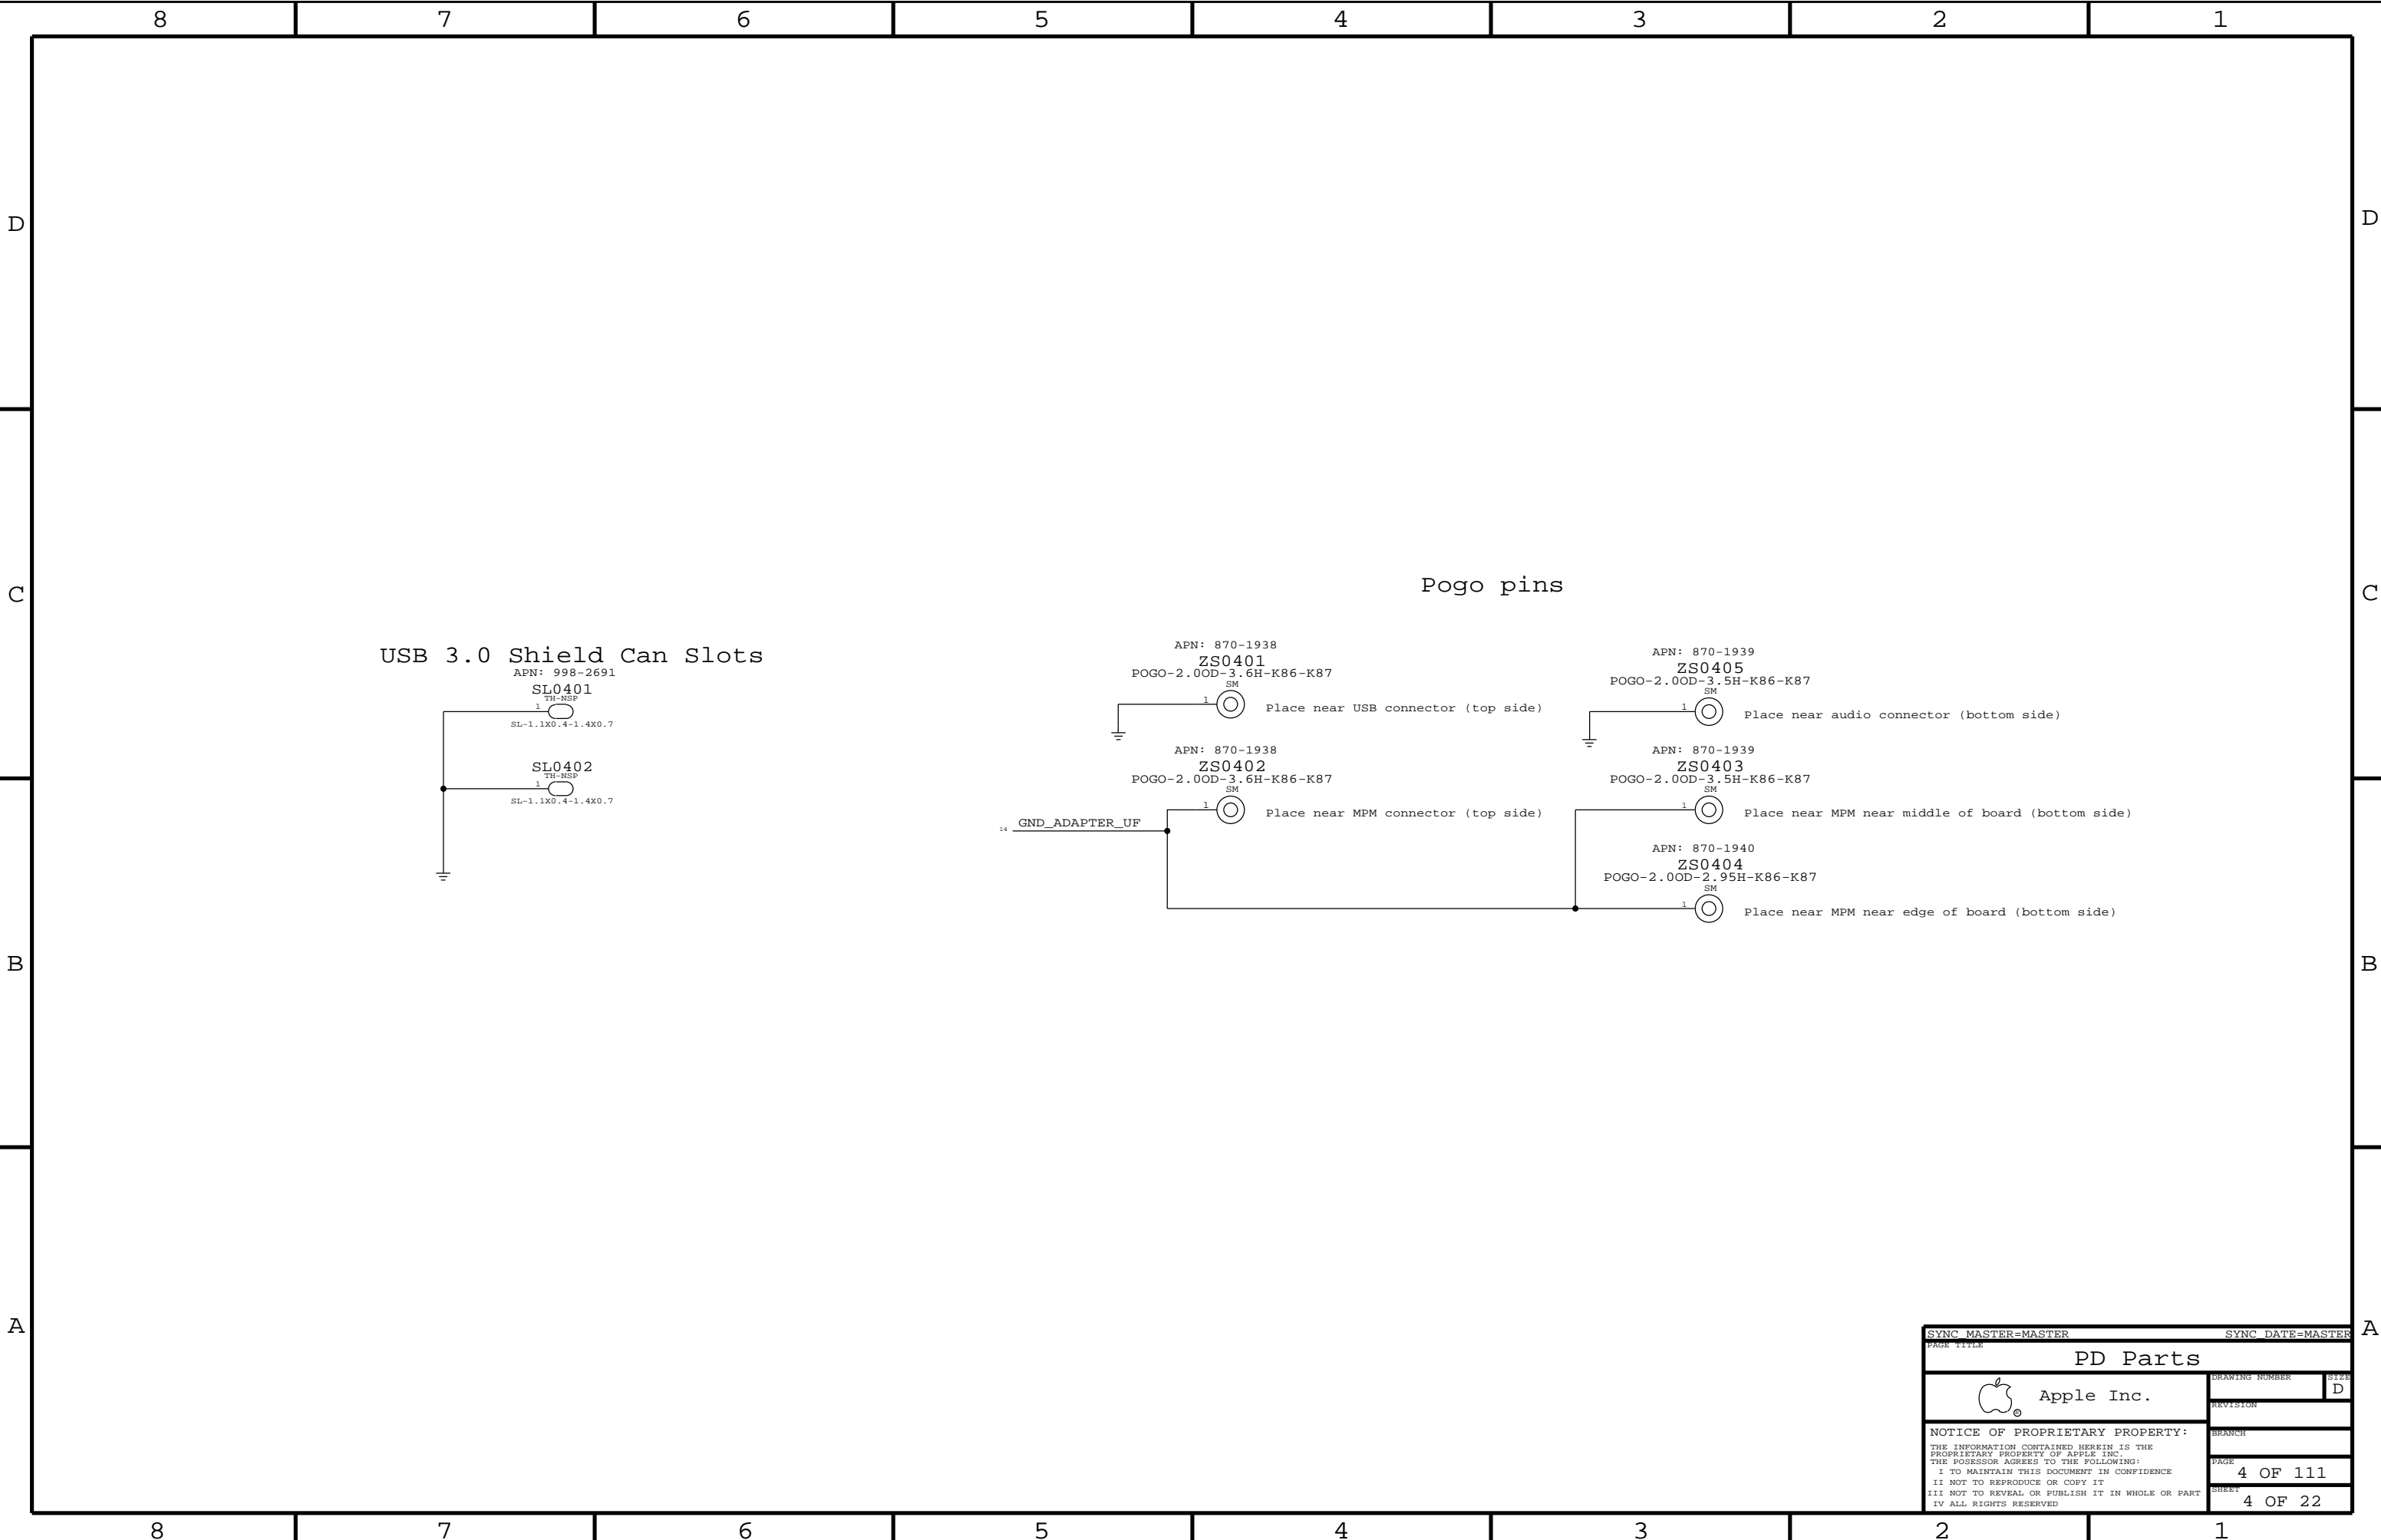 8 7 6 5 4 3 2 1
D D
C C
Pogo pins
USB 3.0 Shield Can Slots
APN: 998-2691
SL0401
TH-NSP
1
SL-1.1X0.4-1.4X0.7
SL0402
TH-NSP
1
SL-1.1X0.4-1.4X0.7
APN: 870-1938
ZS0401
POGO-2.0OD-3.6H-K86-K87
SM
1
Place near USB connector (top side)
APN: 870-1938
ZS0402
POGO-2.0OD-3.6H-K86-K87
SM
1
Place near MPM connector (top side)
14 GND_ADAPTER_UF
APN: 870-1939
ZS0405
POGO-2.0OD-3.5H-K86-K87
SM
1
Place near audio connector (bottom side)
APN: 870-1939
ZS0403
POGO-2.0OD-3.5H-K86-K87
SM
1
Place near MPM near middle of board (bottom side)
APN: 870-1940
ZS0404
POGO-2.0OD-2.95H-K86-K87
SM
1
Place near MPM near edge of board (bottom side)
B B
A A
SYNC_MASTER=MASTER SYNC_DATE=MASTER
PAGE TITLE
PD Parts
Apple Inc.
®
DRAWING NUMBER
SIZE
D
REVISION
BRANCH
PAGE
4 OF 111
SHEET
4 OF 22
NOTICE OF PROPRIETARY PROPERTY:
THE INFORMATION CONTAINED HEREIN IS THE
PROPRIETARY PROPERTY OF APPLE INC.
THE POSESSOR AGREES TO THE FOLLOWING:
I TO MAINTAIN THIS DOCUMENT IN CONFIDENCE
II NOT TO REPRODUCE OR COPY IT
III NOT TO REVEAL OR PUBLISH IT IN WHOLE OR PART
IV ALL RIGHTS RESERVED
8 7 6 5 4 3 2 1